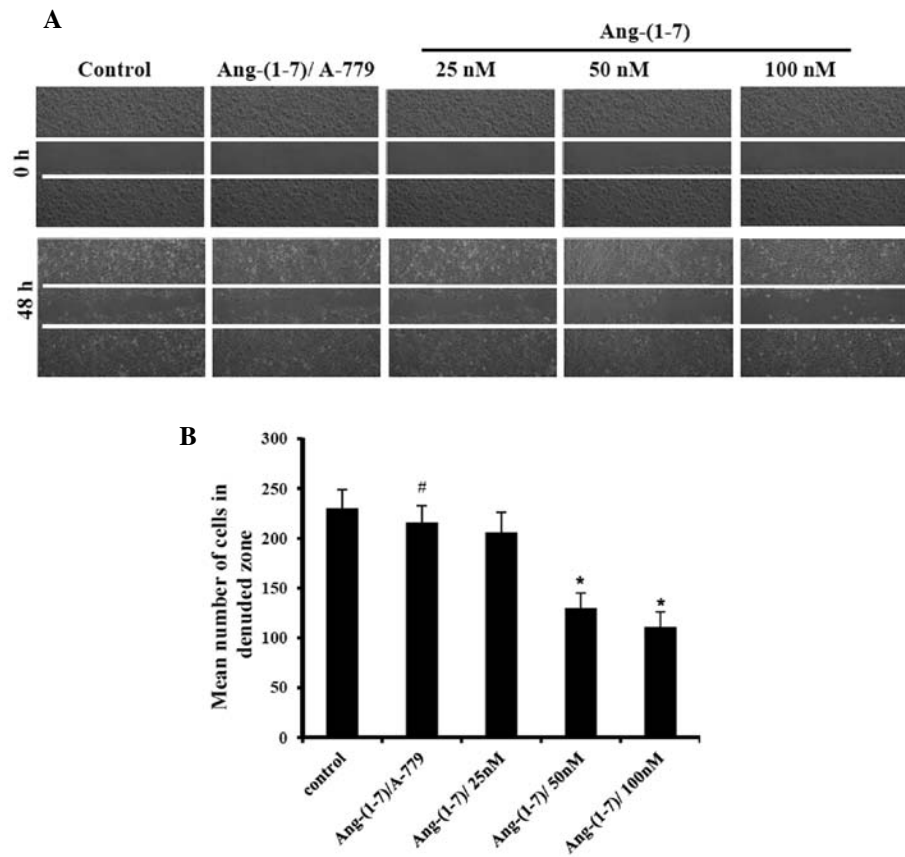 A
Ang-(1-7)
Control Ang-(1-7)/ A-779 25 nM 50 nM 100 nM
0 h
48 h
B
Mean number of cells in
denuded zone
300
250
200
150
100
50
0
#
*
*
control
Ang-(1-7)/A-779
Ang-(1-7)/ 25nM
Ang-(1-7)/ 50nM
Ang-(1-7)/ 100nM